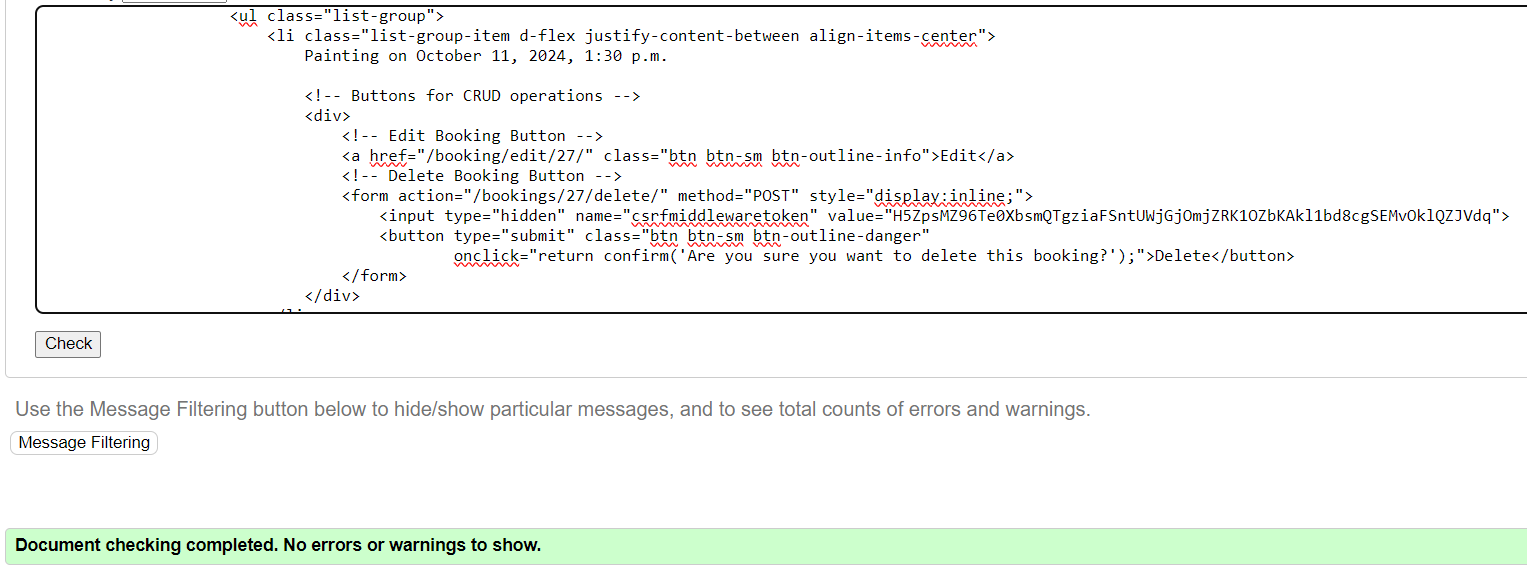 <ul class="list-group">
<li class="list-group-item d-flex justify-content-between align-items-center">
Painting on October 11, 2024, 1:30 p.m.
<!-- Buttons for CRUD operations -->
<div>
<!-- Edit Booking Button -->
<a href="/booking/edit/27/" class="btn btn-sm btn-outline-info">Edit</a>
<!-- Delete Booking Button -->
<form action="/bookings/27/delete/" method="POST" style="display:inline;">
<input type="hidden" name="csrfmiddlewaretoken" value="H5ZpsMZ96Te0XbsmQTgziaFSntUWjGjOmjZRK1OZbKAkl1bd8cgSEMvOklQZJVdq">
<button type="submit" class="btn btn-sm btn-outline-danger"
onclick="return confirm('Are you sure you want to delete this booking?');">Delete</button>
</form>
</div>
Check
Use the Message Filtering button below to hide/show particular messages, and to see total counts of errors and warnings.
Message Filtering
Document checking completed. No errors or warnings to show.